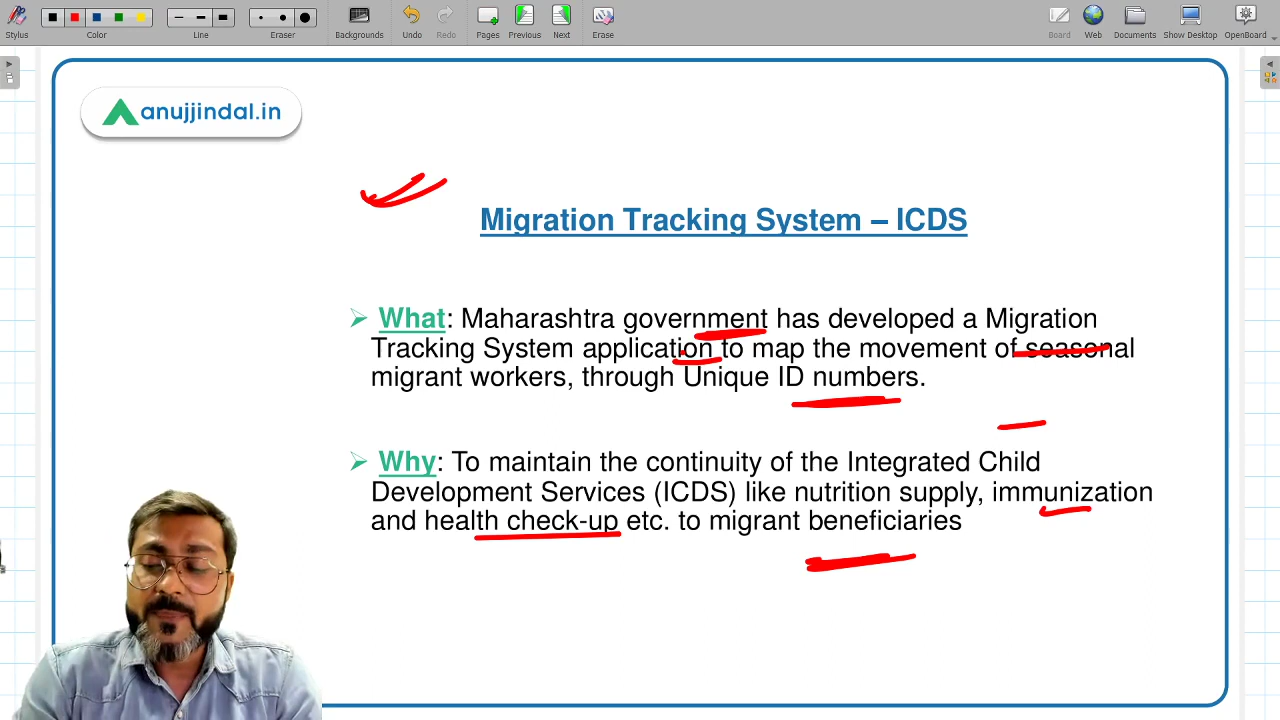 Stylus
Color
Line
Eraser
Backgrounds
Undo
Redo
Pages
Previous
Next
Erase
Board
Web
Documents
Show Desktop
OpenBoard
anujjindal.in
Migration Tracking System – ICDS
What: Maharashtra government has developed a Migration
Tracking System application to map the movement of seasonal
migrant workers, through Unique ID numbers.
Why: To maintain the continuity of the Integrated Child
Development Services (ICDS) like nutrition supply, immunization
and health check-up etc. to migrant beneficiaries